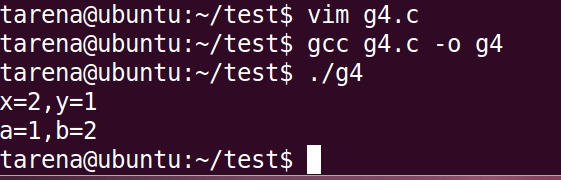 tarena@ubuntu:~/test$ vim g4.c
tarena@ubuntu:~/test$ gcc g4.c -o g4
tarena@ubuntu:~/test$ ./g4
x=2,y=1
a=1,b=2
tarena@ubuntu:~/test$